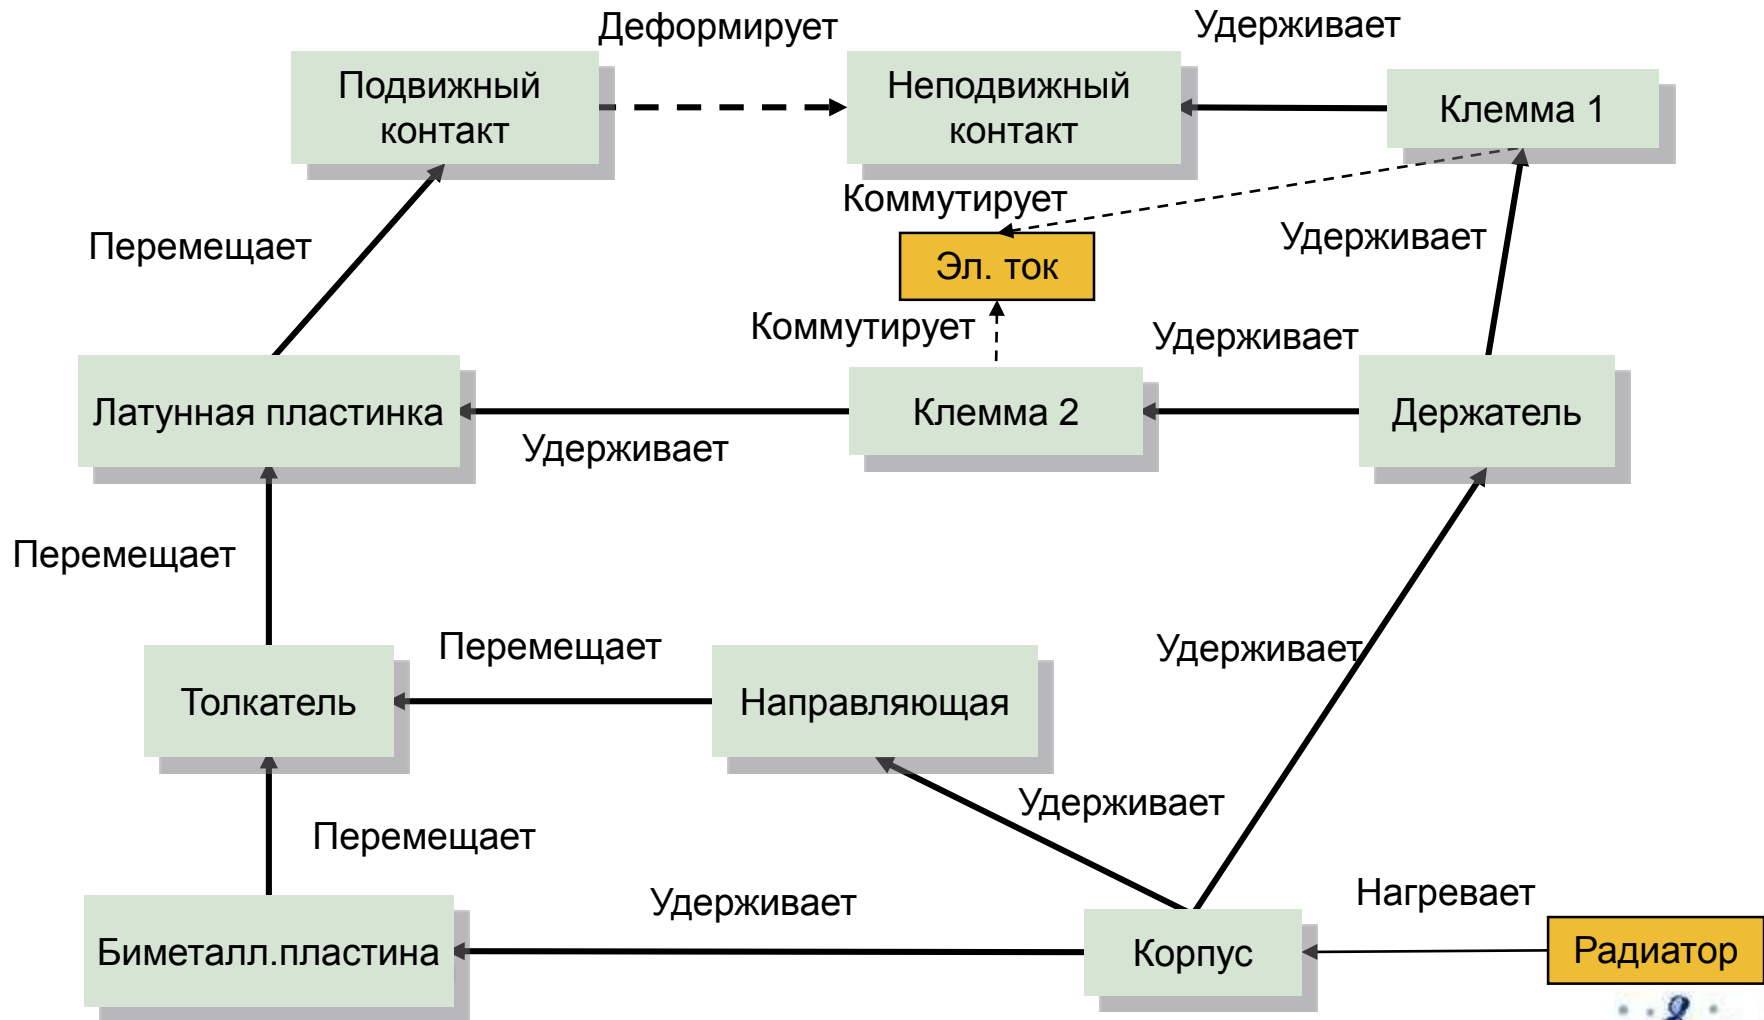 Деформирует
Удерживает
Подвижный
контакт
Неподвижный
контакт
Клемма 1
Коммутирует
Перемещает
Удерживает
Эл. ток
Коммутирует
Удерживает
Латунная пластинка
Клемма 2
Держатель
Удерживает
Перемещает
Перемещает
Удерживает
Толкатель
Направляющая
Удерживает
Перемещает
Удерживает
Нагревает
Биметалл.пластина
Корпус
Радиатор